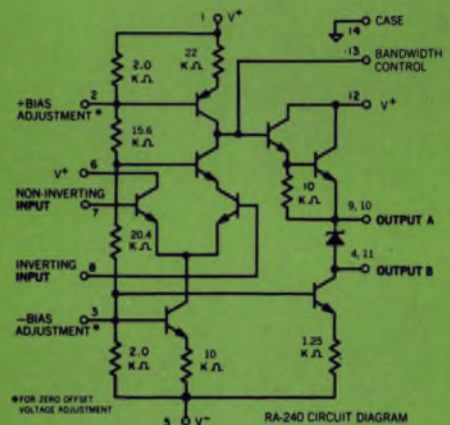 1 V+
CASE
14
22
KΩ
2.0
KΩ
13
BANDWIDTH
CONTROL
2
+BIAS
ADJUSTMENT*
12
V+
15.6
KΩ
6
V+
10
KΩ
NON-INVERTING
INPUT
7
9, 10
OUTPUT A
20.4
KΩ
4, 11
OUTPUT B
INVERTING
INPUT
8
3
-BIAS
ADJUSTMENT*
2.0
KΩ
10
KΩ
1.25
KΩ
*FOR ZERO OFFSET
VOLTAGE ADJUSTMENT
5 V-
RA-240 CIRCUIT DIAGRAM